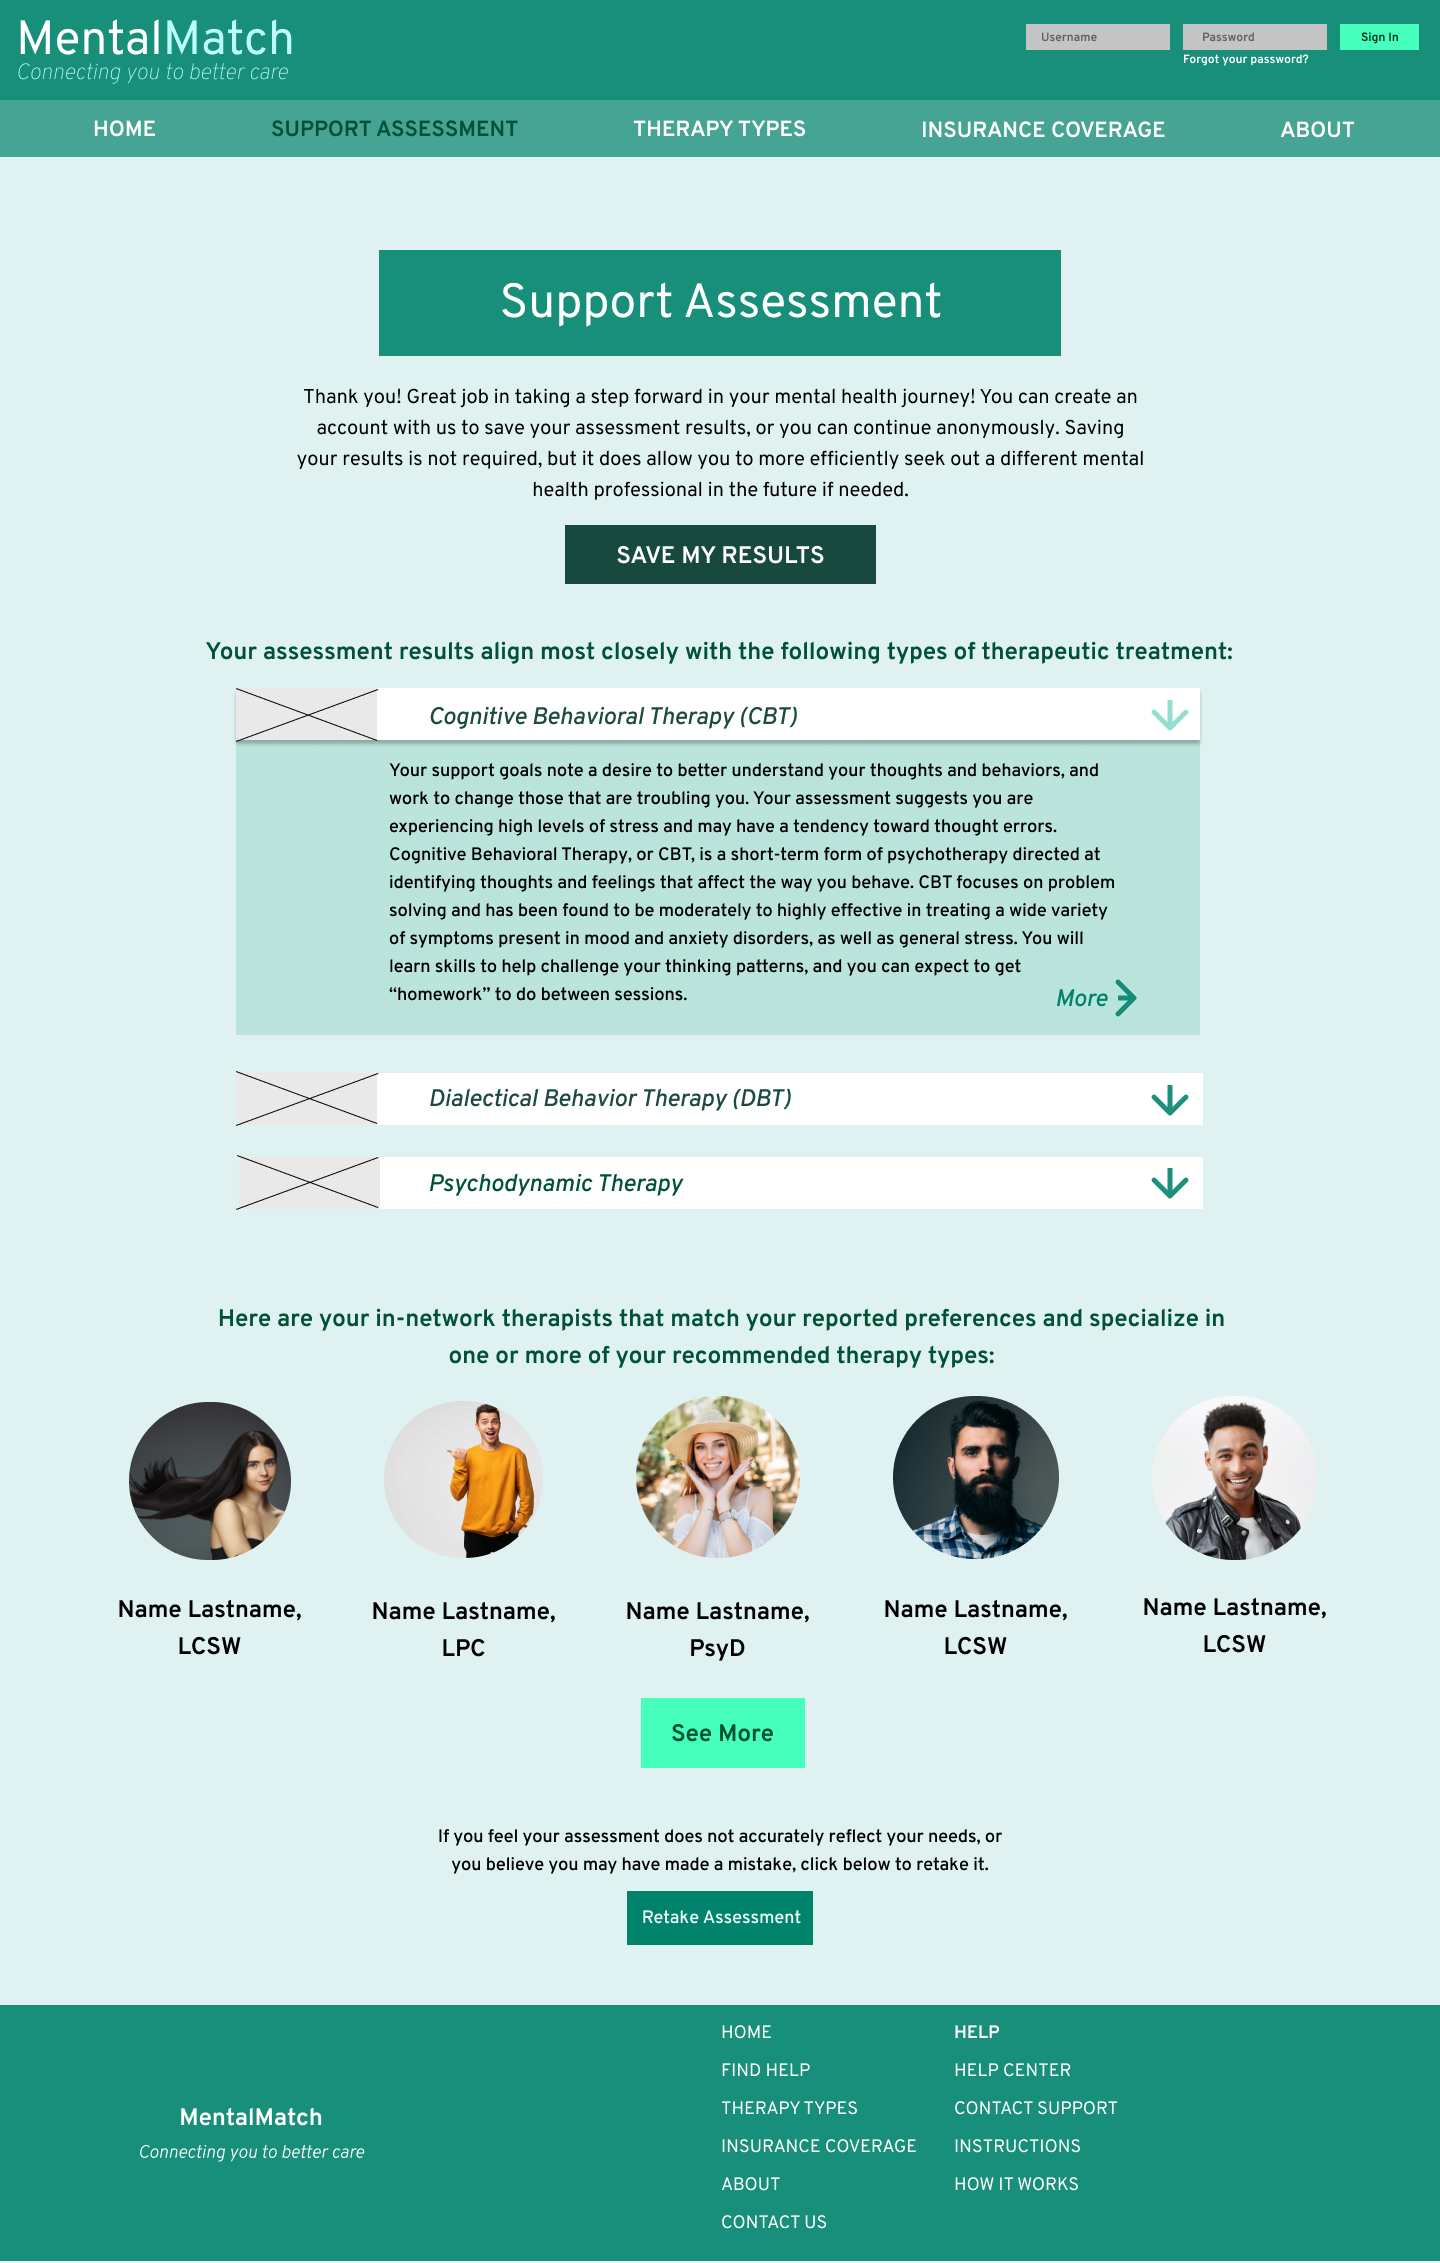 MentalMatch
Connecting you to better care
Username
Password
Sign In
Forgot your password?
HOME
SUPPORT ASSESSMENT
THERAPY TYPES
INSURANCE COVERAGE
ABOUT
Support Assessment
Thank you! Great job in taking a step forward in your mental health journey! You can create an
account with us to save your assessment results, or you can continue anonymously. Saving
your results is not required, but it does allow you to more efficiently seek out a different mental
health professional in the future if needed.
SAVE MY RESULTS
Your assessment results align most closely with the following types of therapeutic treatment:
Cognitive Behavioral Therapy (CBT)
Your support goals note a desire to better understand your thoughts and behaviors, and
work to change those that are troubling you. Your assessment suggests you are
experiencing high levels of stress and may have a tendency toward thought errors.
Cognitive Behavioral Therapy, or CBT, is a short-term form of psychotherapy directed at
identifying thoughts and feelings that affect the way you behave. CBT focuses on problem
solving and has been found to be moderately to highly effective in treating a wide variety
of symptoms present in mood and anxiety disorders, as well as general stress. You will
learn skills to help challenge your thinking patterns, and you can expect to get
“homework” to do between sessions.
More
Dialectical Behavior Therapy (DBT)
Psychodynamic Therapy
Here are your in-network therapists that match your reported preferences and specialize in
one or more of your recommended therapy types:
Name Lastname,
LCSW
Name Lastname,
LPC
Name Lastname,
PsyD
Name Lastname,
LCSW
Name Lastname,
LCSW
See More
If you feel your assessment does not accurately reflect your needs, or
you believe you may have made a mistake, click below to retake it.
Retake Assessment
MentalMatch
Connecting you to better care
HOME
FIND HELP
THERAPY TYPES
INSURANCE COVERAGE
ABOUT
CONTACT US
HELP
HELP CENTER
CONTACT SUPPORT
INSTRUCTIONS
HOW IT WORKS